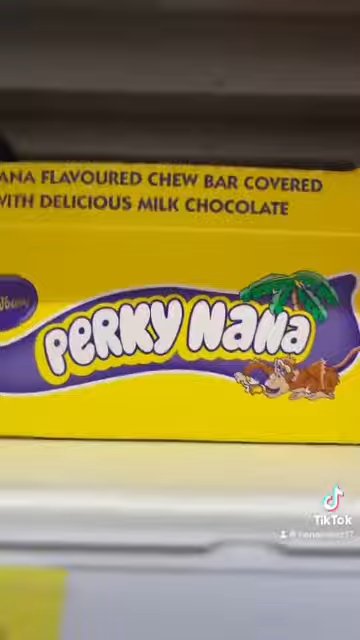 ANA FLAVOURED CHEW BAR COVERED
WITH DELICIOUS MILK CHOCOLATE
PERKY NANA
TikTok